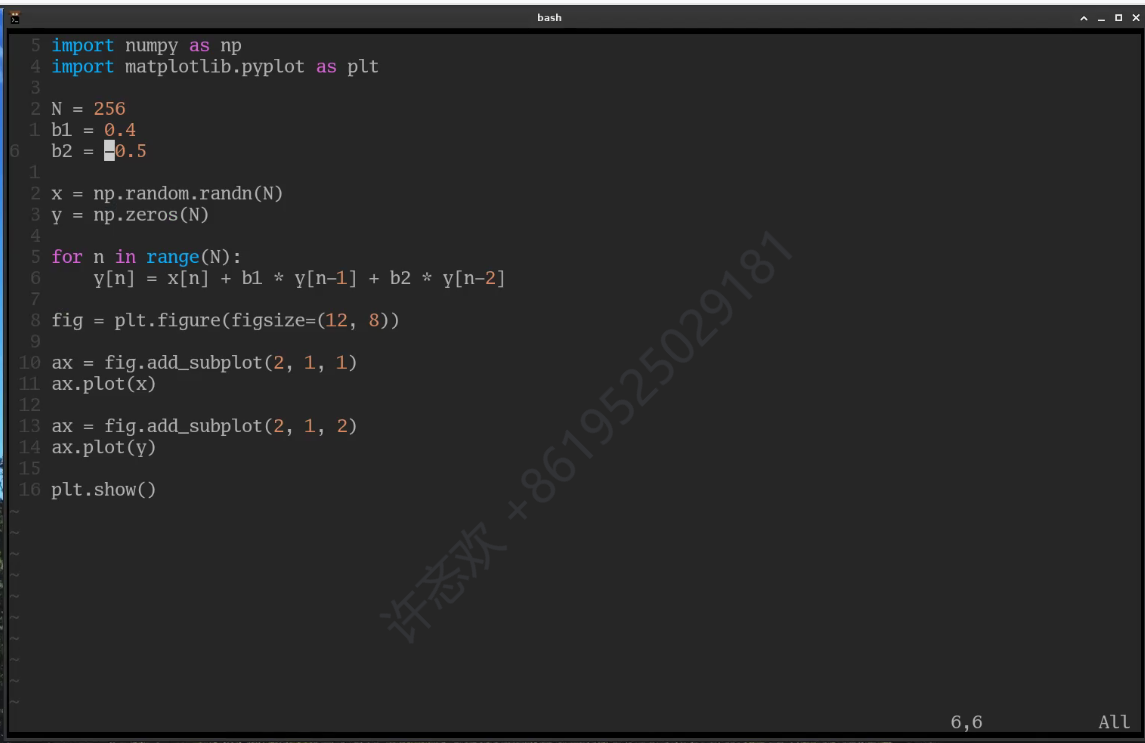 bash
5 import numpy as np
4 import matplotlib.pyplot as plt
3
2 N = 256
1 b1 = 0.4
6 b2 = -0.5
1
2 x = np.random.randn(N)
3 y = np.zeros(N)
4
5 for n in range(N):
6     y[n] = x[n] + b1 * y[n-1] + b2 * y[n-2]
7
8 fig = plt.figure(figsize=(12, 8))
9
10 ax = fig.add_subplot(2, 1, 1)
11 ax.plot(x)
12
13 ax = fig.add_subplot(2, 1, 2)
14 ax.plot(y)
15
16 plt.show()
~
~
~
~
~
~
~
~
~
~
6,6 All
许忞欢 +8619525029181